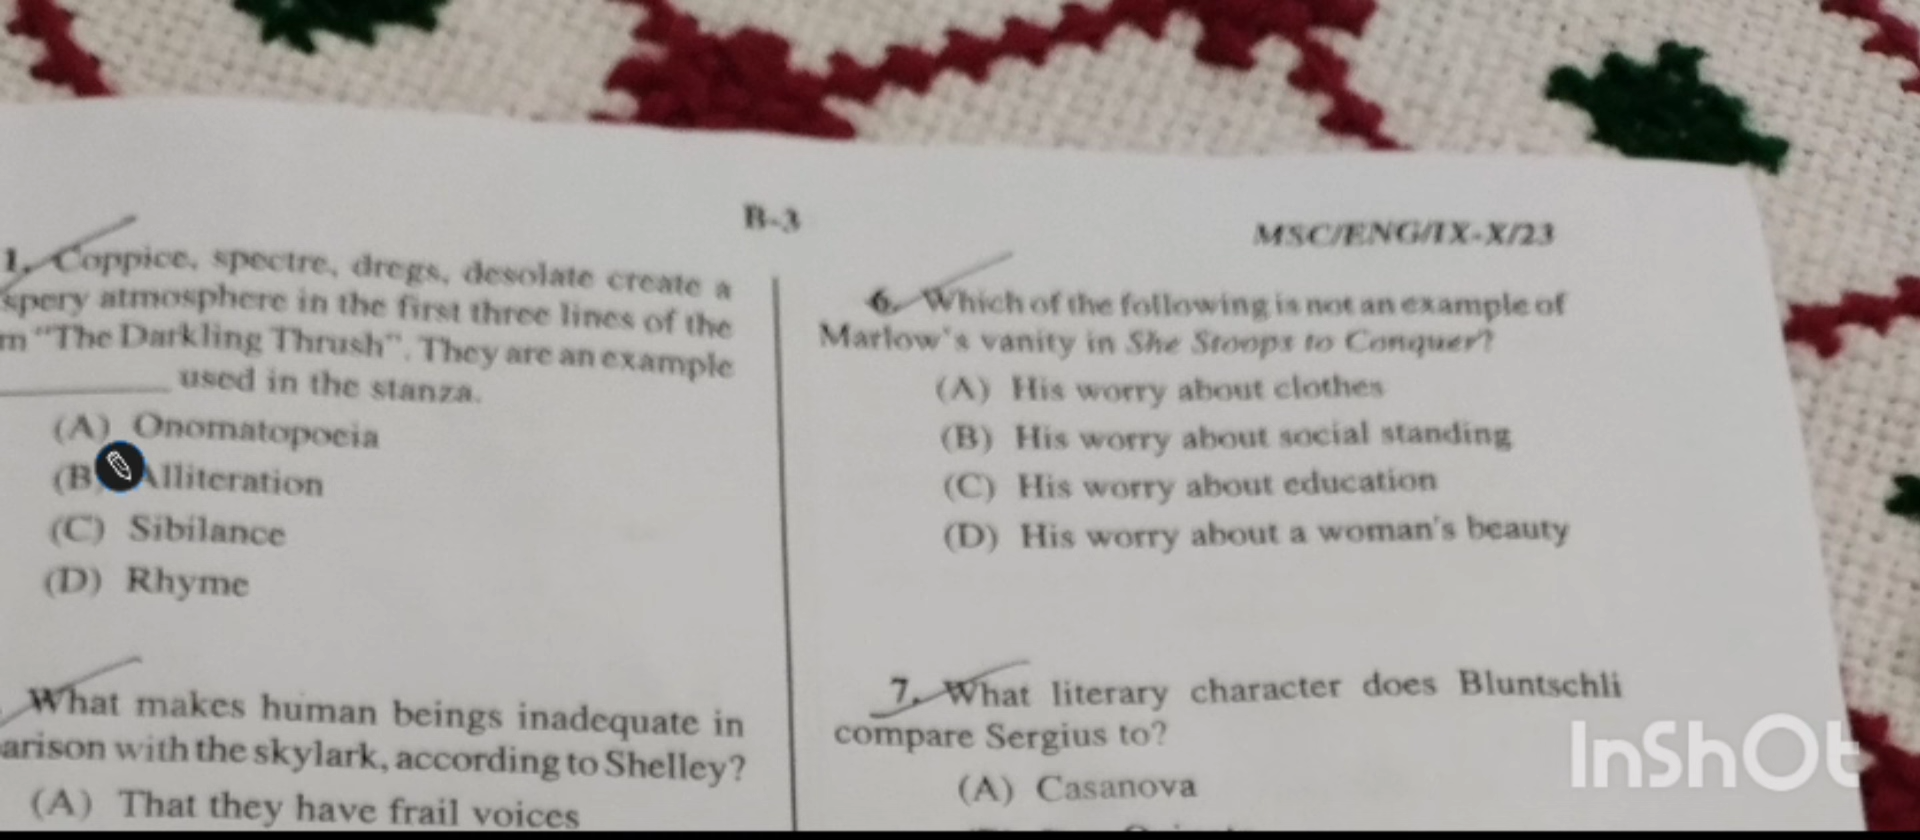 B-3
MSC/ENG/IX-X/23
1. Coppice, spectre, dregs, desolate create a
spery atmosphere in the first three lines of the
m "The Darkling Thrush". They are an example
used in the stanza.
(A) Onomatopoeia
(B) Alliteration
(C) Sibilance
(D) Rhyme
What makes human beings inadequate in
arison with the skylark, according to Shelley?
(A) That they have frail voices
6. Which of the following is not an example of
Marlow's vanity in She Stoops to Conquer?
(A) His worry about clothes
(B) His worry about social standing
(C) His worry about education
(D) His worry about a woman's beauty
7. What literary character does Bluntschli
compare Sergius to?
(A) Casanova
InShOt